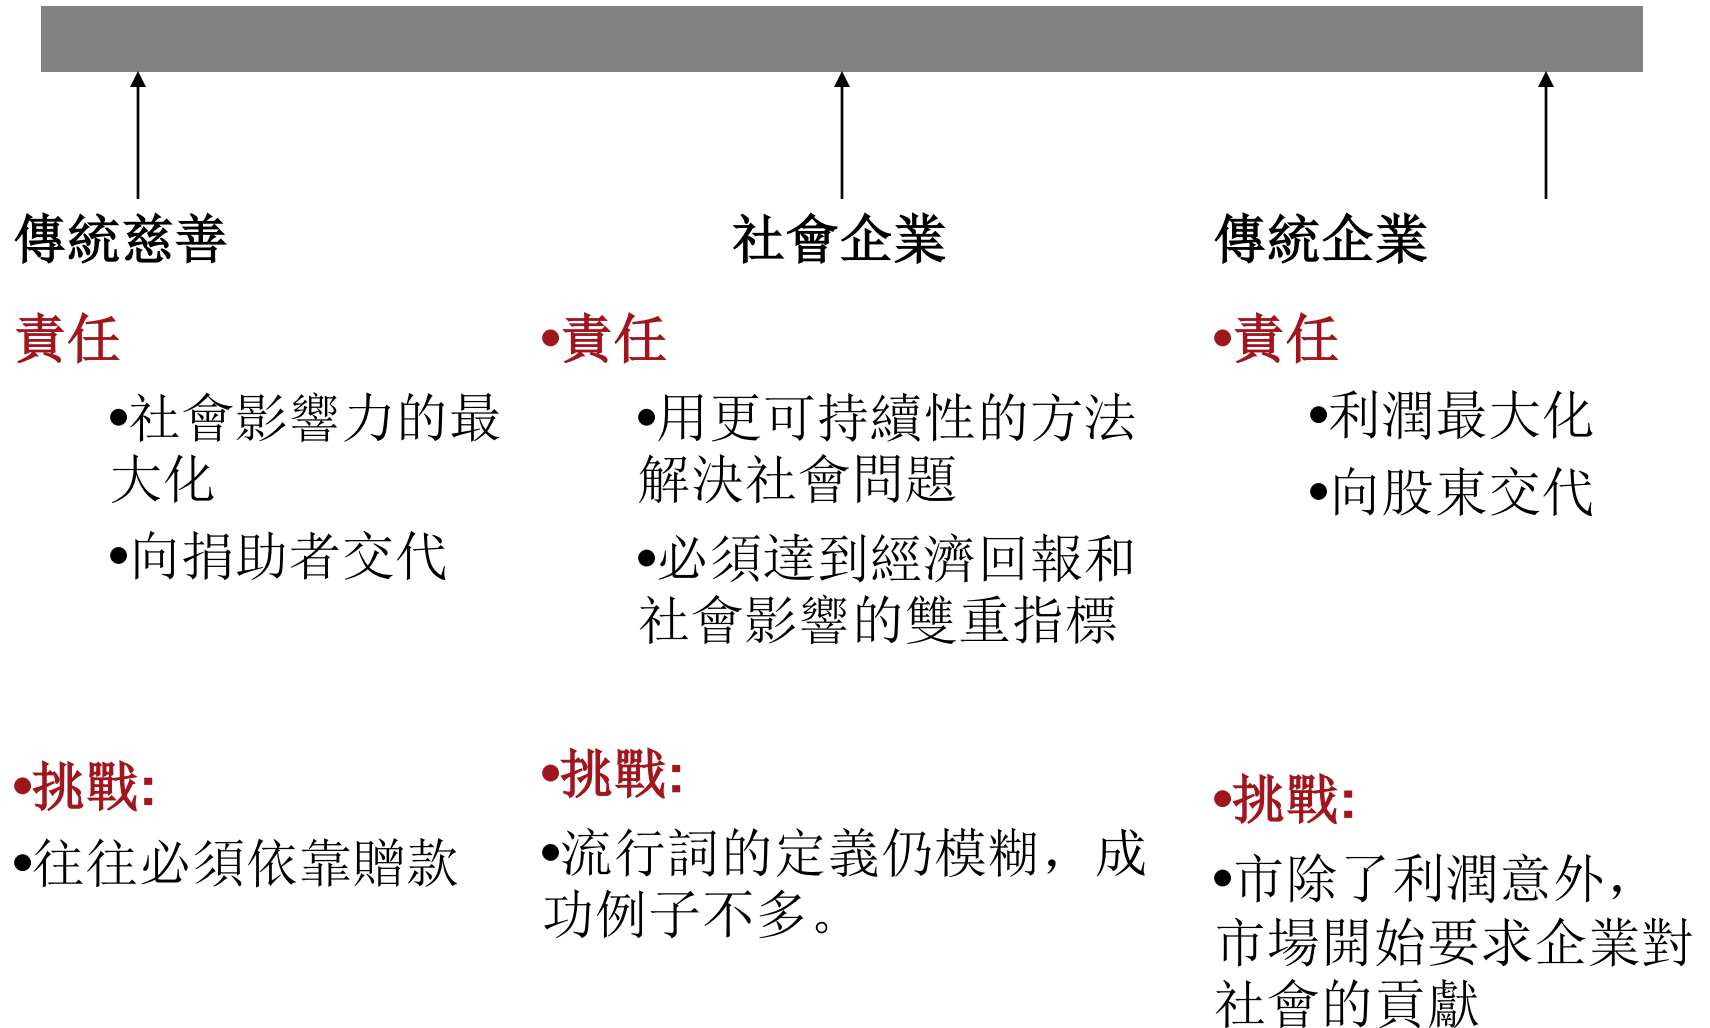 傳統慈善
責任
•社會影響力的最
大化
•向捐助者交代
•挑戰:
•往往必須依靠贈款
社會企業
•責任
•用更可持續性的方法
解決社會問題
•必須達到經濟回報和
社會影響的雙重指標
•挑戰:
•流行詞的定義仍模糊，成
功例子不多。
傳統企業
•責任
•利潤最大化
•向股東交代
•挑戰:
•市除了利潤意外，
市場開始要求企業對
社會的貢獻